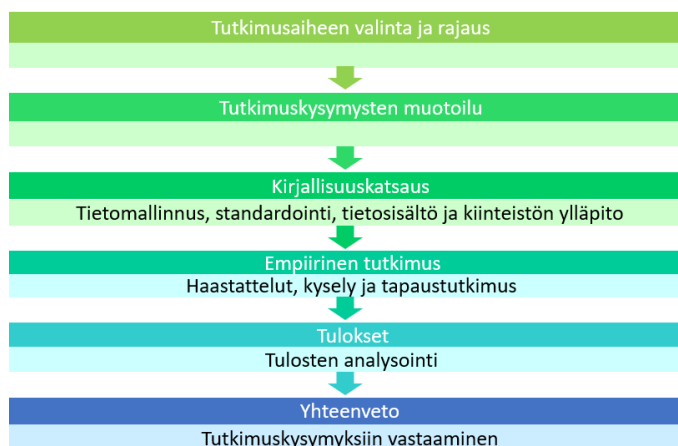 Tutkimusaiheen valinta ja rajaus
Tutkimuskysymysten muotoilu
Kirjallisuuskatsaus
Tietomallinnus, standardointi, tietosisältö ja kiinteistön ylläpito
Empiirinen tutkimus
Haastattelut, kysely ja tapaustutkimus
Tulokset
Tulosten analysointi
Yhteenveto
Tutkimuskysymyksiin vastaaminen